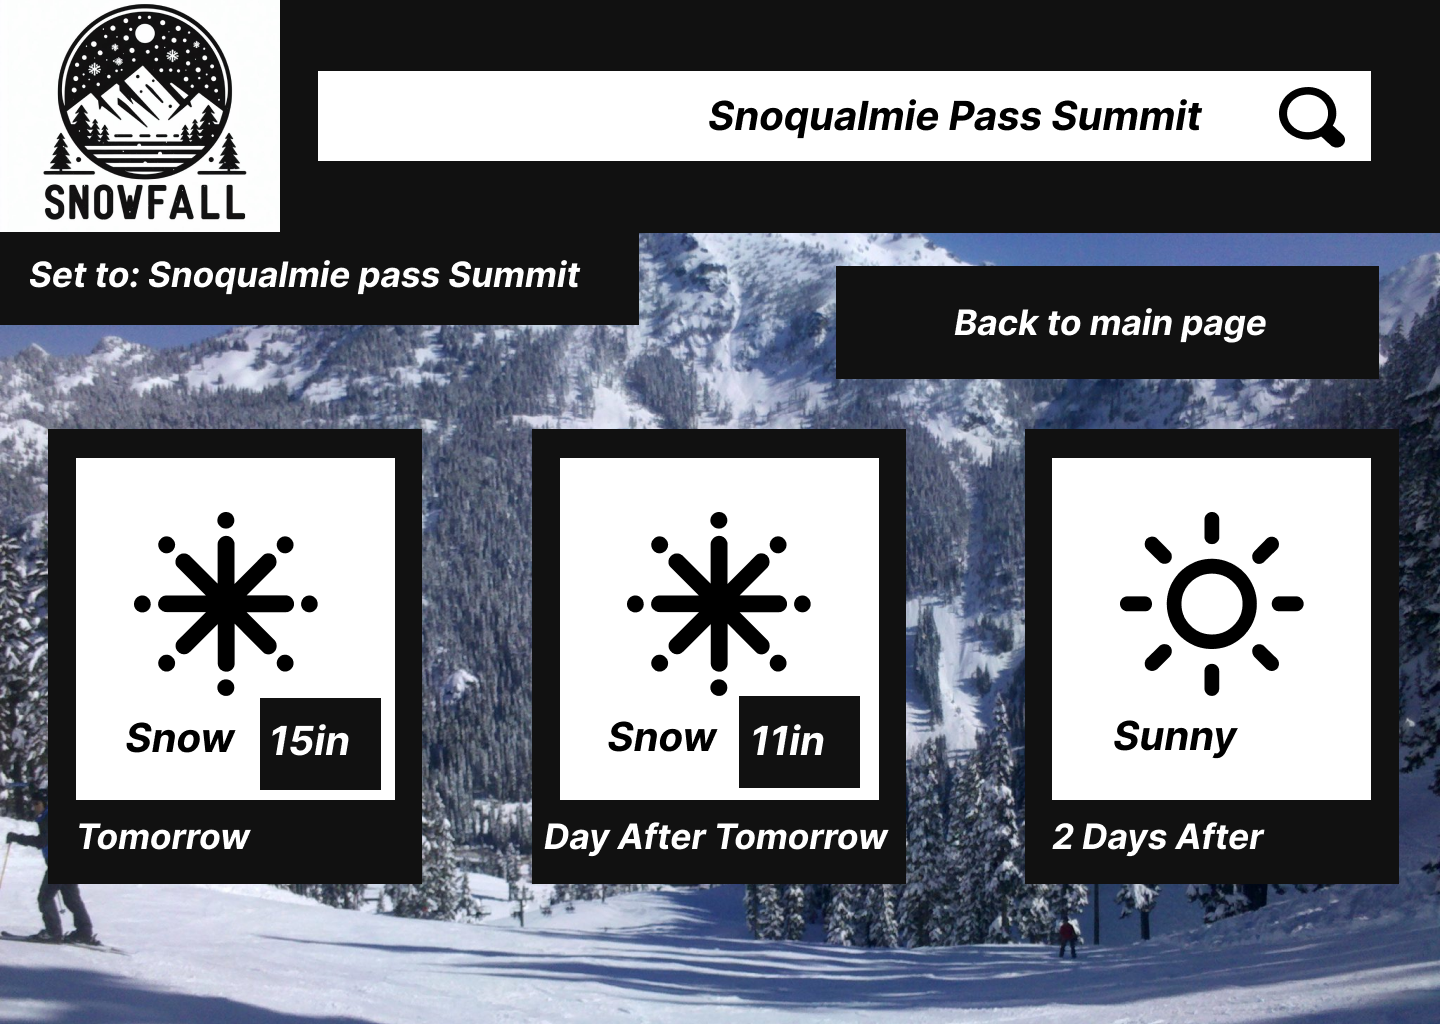 SNOWFALL
Snoqualmie Pass Summit
Set to: Snoqualmie pass Summit
Back to main page
Snow
15in
Tomorrow
Snow
11in
Day After Tomorrow
Sunny
2 Days After